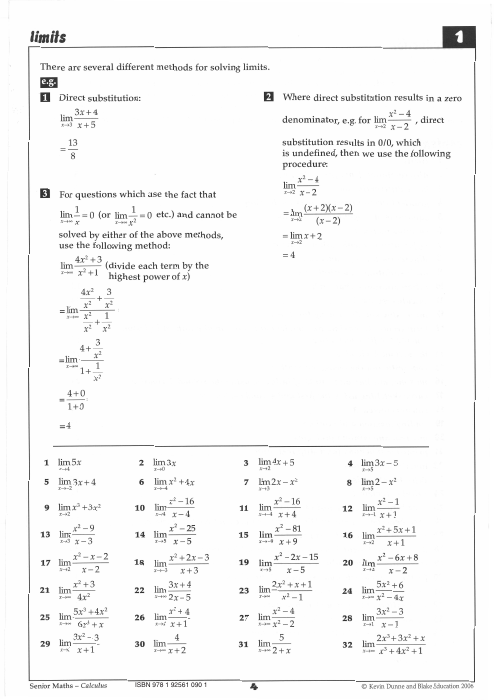 limits
1
There are several different methods for solving limits.
e.g.
1 Direct substitution:
lim x→3 (3x+4)/(x+5)
= 13/8
2 Where direct substitution results in a zero
denominator, e.g. for lim x→2 (x²−4)/(x−2), direct
substitution results in 0/0, which
is undefined, then we use the following
procedure:
lim x→2 (x²−4)/(x−2)
= lim x→2 (x+2)(x−2)/(x−2)
= lim x→2 x+2
= 4
3 For questions which use the fact that
lim x→∞ 1/x = 0 (or lim x→∞ 1/x² = 0 etc.) and cannot be
solved by either of the above methods,
use the following method:
lim x→∞ (4x²+3)/(x²+1) (divide each term by the
highest power of x)
= lim x→∞ (4x²/x² + 3/x²)/(x²/x² + 1/x²)
= lim x→∞ (4 + 3/x²)/(1 + 1/x²)
= (4+0)/(1+0)
=4
1 lim x→4 5x 2 lim x→0 3x 3 lim x→2 4x+5 4 lim x→5 3x−5
5 lim x→−2 3x+4 6 lim x→−4 x²+4x 7 lim x→3 2x−x² 8 lim x→5 2−x²
9 lim x→2 x³+3x² 10 lim x→4 (x²−16)/(x−4) 11 lim x→−4 (x²−16)/(x+4) 12 lim x→−1 (x²−1)/(x+1)
13 lim x→3 (x²−9)/(x−3) 14 lim x→5 (x²−25)/(x−5) 15 lim x→−9 (x²−81)/(x+9) 16 lim x→2 (x²+5x+1)/(x+1)
17 lim x→2 (x²−x−2)/(x−2) 18 lim x→−3 (x²+2x−3)/(x+3) 19 lim x→5 (x²−2x−15)/(x−5) 20 lim x→2 (x²−6x+8)/(x−2)
21 lim x→∞ (x²+3)/(4x²) 22 lim x→∞ (3x+4)/(2x−5) 23 lim x→∞ (2x²+x+1)/(x²−1) 24 lim x→∞ (5x²+6)/(x²−4x)
25 lim x→∞ (5x³+4x²)/(6x³+x) 26 lim (x²+4)/(x+1) 27 lim x→∞ (x²−4)/(x²−2) 28 lim x→1 (3x²−3)/(x−1)
29 lim (3x²−3)/(x+1) 30 lim x→∞ 4/(x+2) 31 lim x→∞ 5/(2+x) 32 lim x→∞ (2x³+3x²+x)/(x³+4x²+1)
Senior Maths – Calculus ISBN 978 1 92561 090 1 4 © Kevin Dunne and Blake Education 2006